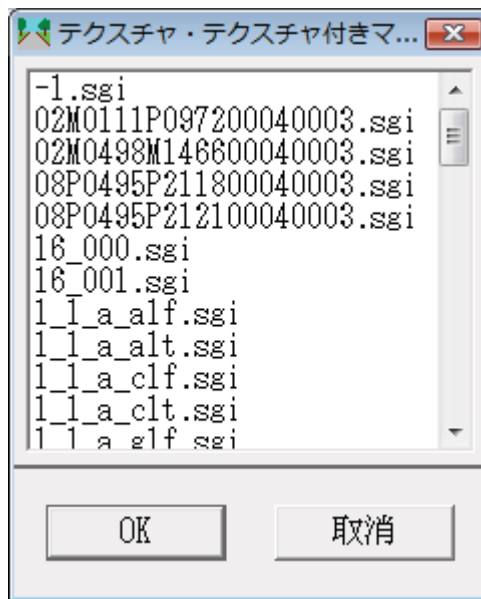 テクスチャ・テクスチャ付きマ...
-1.sgi
02M0111P097200040003.sgi
02M0498M146600040003.sgi
08P0495P211800040003.sgi
08P0495P212100040003.sgi
16_000.sgi
16_001.sgi
1_1_a_alf.sgi
1_1_a_alt.sgi
1_1_a_clf.sgi
1_1_a_clt.sgi
1_1_a_glf.sgi
OK
取消